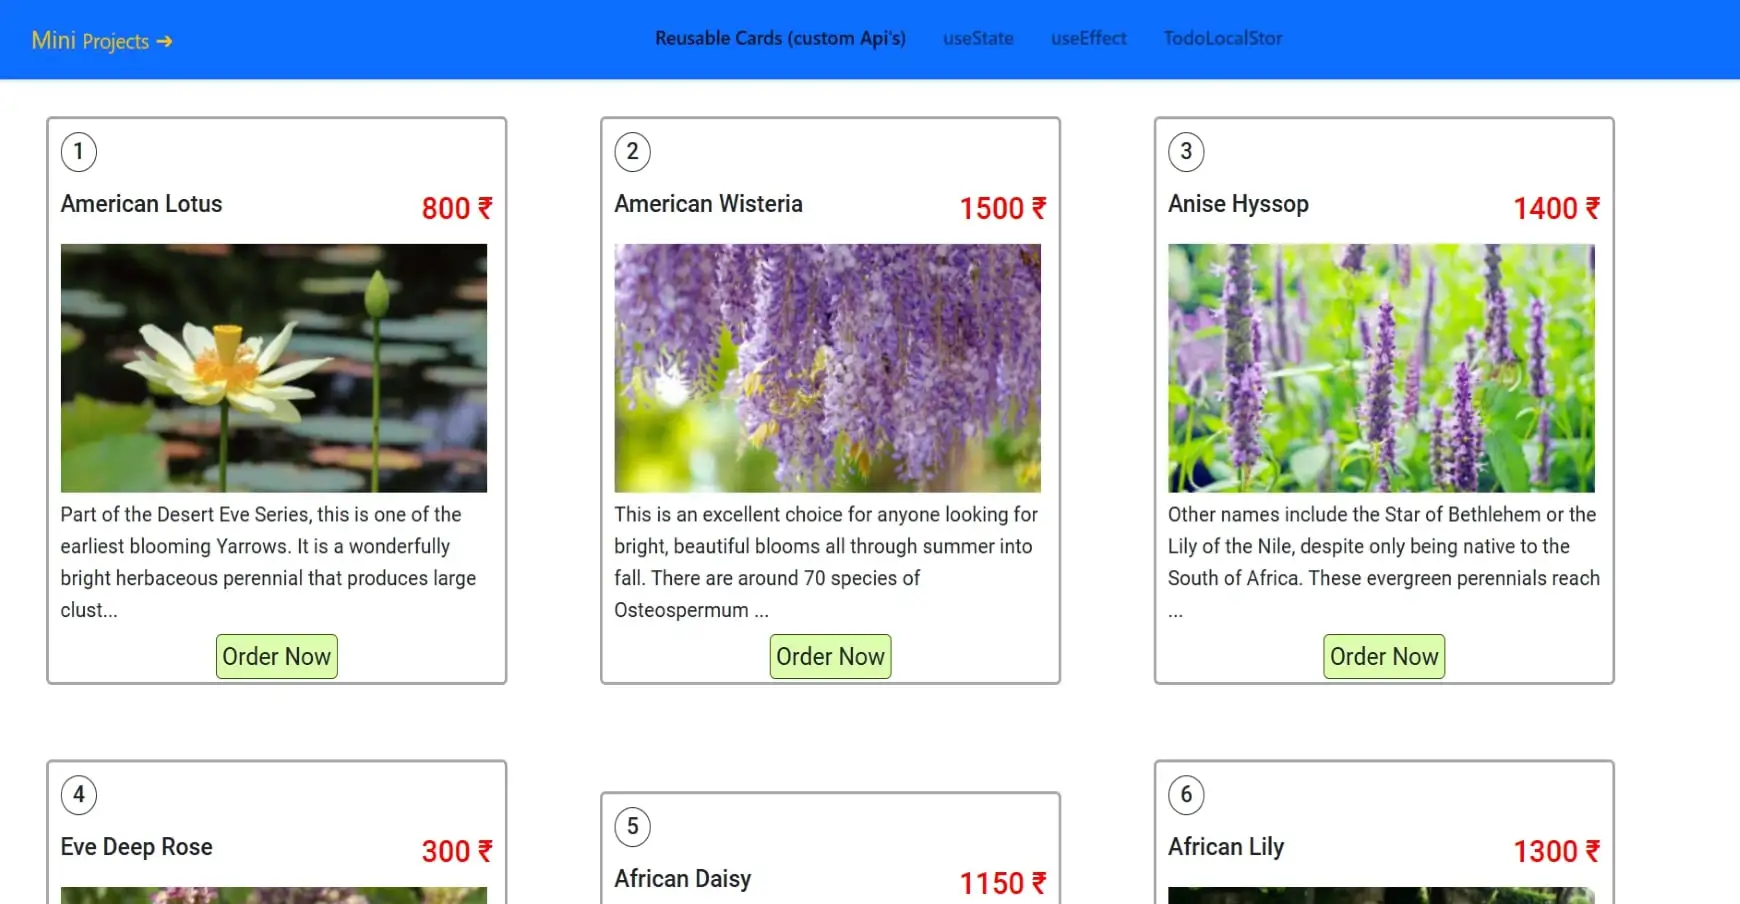 Mini Projects ➔
Reusable Cards (custom Api's) useState useEffect TodoLocalStor
1
American Lotus 800 ₹
Part of the Desert Eve Series, this is one of the
earliest blooming Yarrows. It is a wonderfully
bright herbaceous perennial that produces large
clust...
Order Now
2
American Wisteria 1500 ₹
This is an excellent choice for anyone looking for
bright, beautiful blooms all through summer into
fall. There are around 70 species of
Osteospermum ...
Order Now
3
Anise Hyssop 1400 ₹
Other names include the Star of Bethlehem or the
Lily of the Nile, despite only being native to the
South of Africa. These evergreen perennials reach
...
Order Now
4
Eve Deep Rose 300 ₹
5
African Daisy 1150 ₹
6
African Lily 1300 ₹